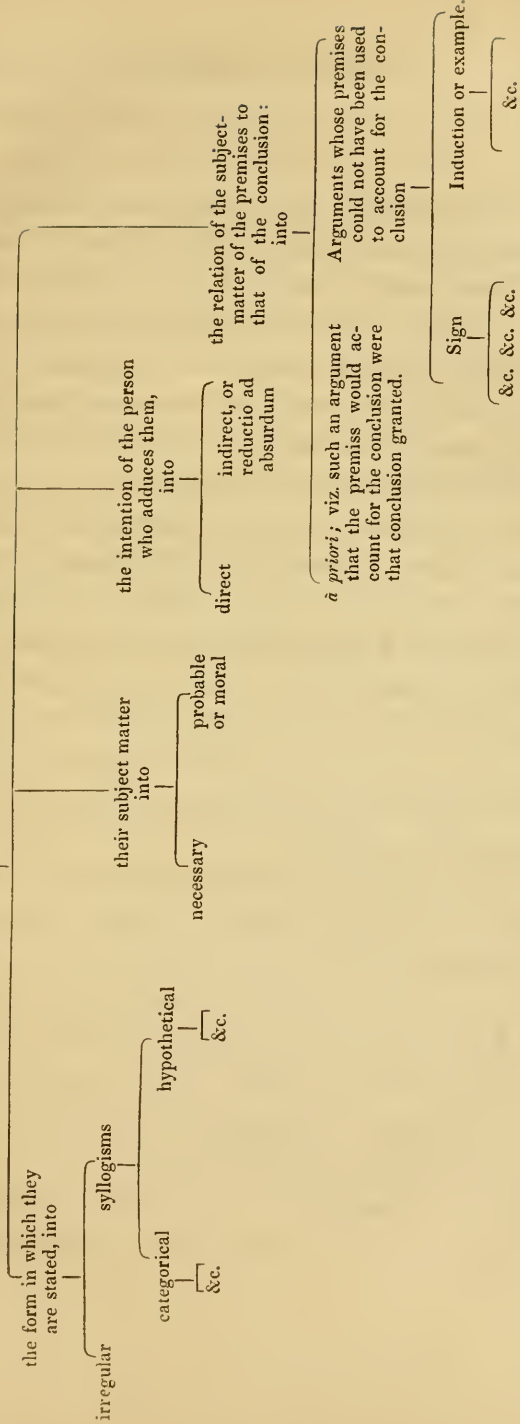 the form in which they
are stated, into
irregular
syllogisms
categorical
&c.
hypothetical
&c.
their subject matter
into
necessary
probable
or moral
the intention of the person
who adduces them,
into
direct
indirect, or
reductio ad
absurdum
the relation of the subject-
matter of the premises to
that of the conclusion:
into
à priori; viz. such an argument
that the premiss would ac-
count for the conclusion were
that conclusion granted.
Arguments whose premises
could not have been used
to account for the con-
clusion
Sign
&c. &c. &c.
Induction or example.
&c.